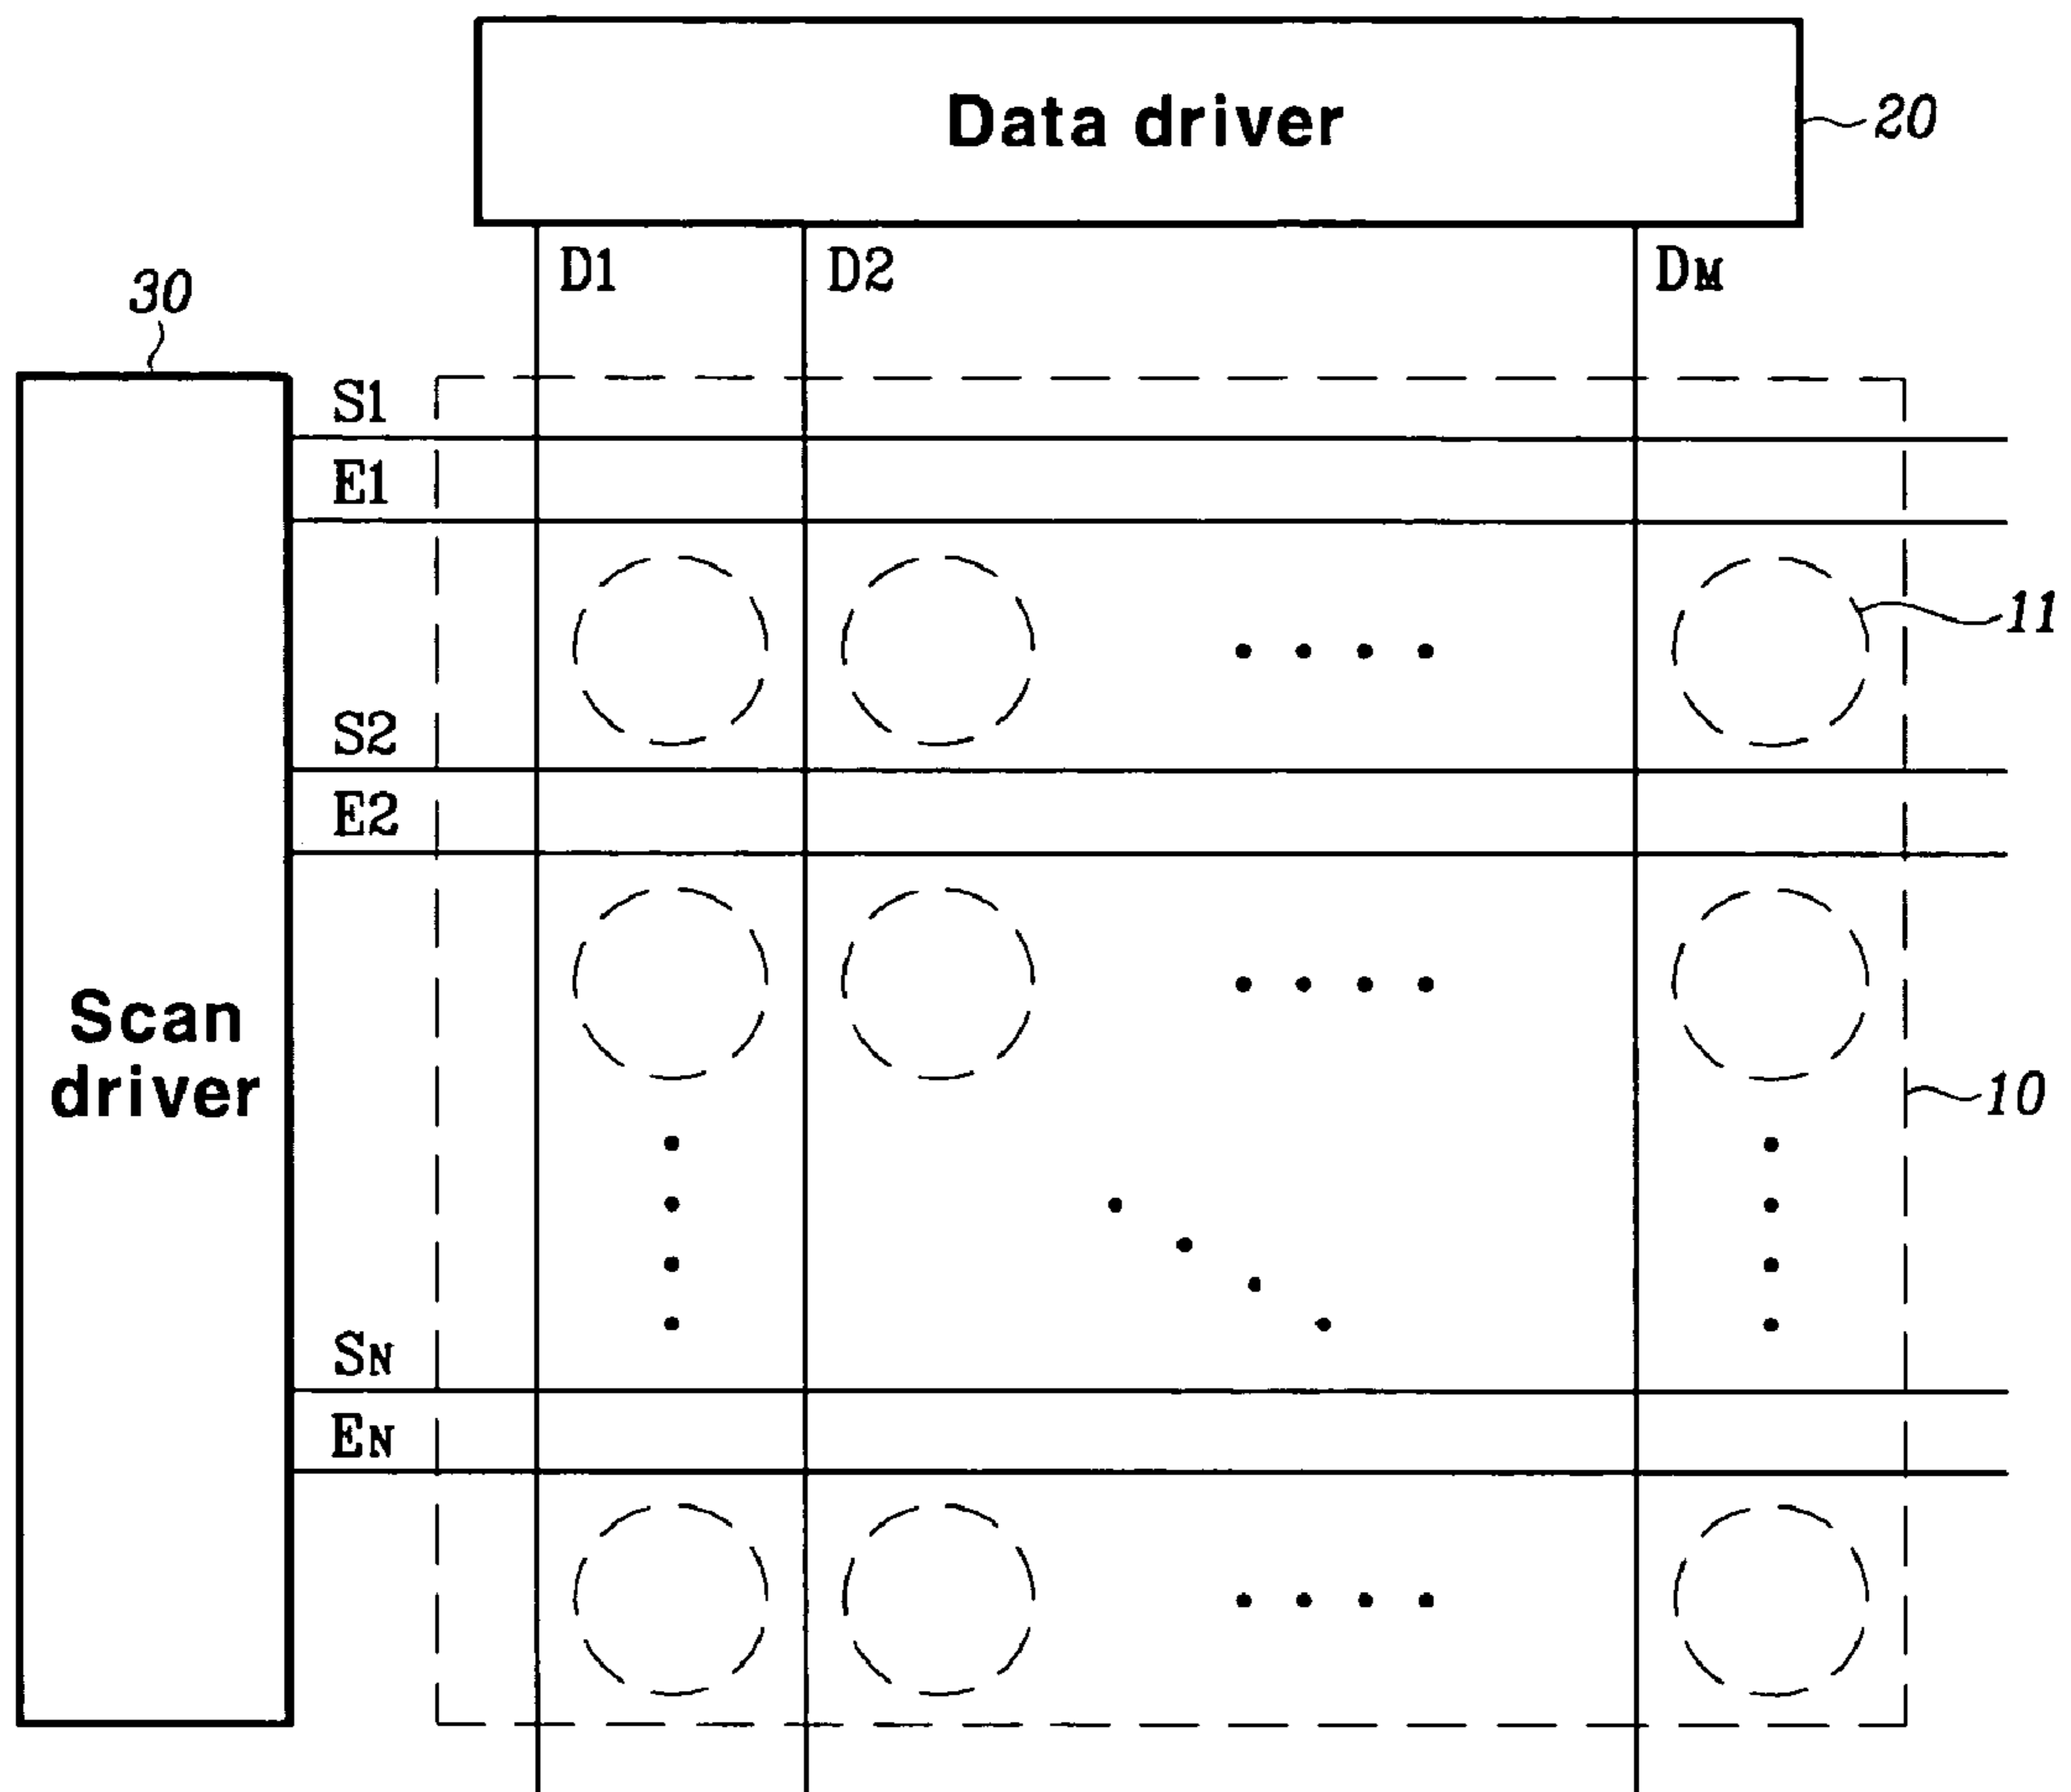 Data driver
20
D1 D2 DM
30
S1
E1
11
S2
E2
Scan
driver
10
SN
EN